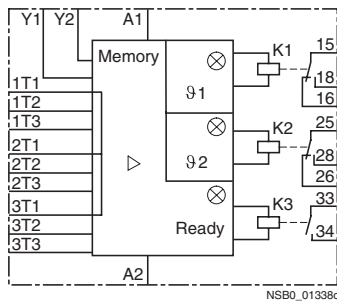 Y1 Y2 A1
Memory K1 15
ϑ1 18
1T1 16
1T2
1T3 K2 25
2T1 ϑ2 28
2T2 26
2T3
3T1 K3 33
3T2 Ready 34
3T3
A2
NSB0_01338c